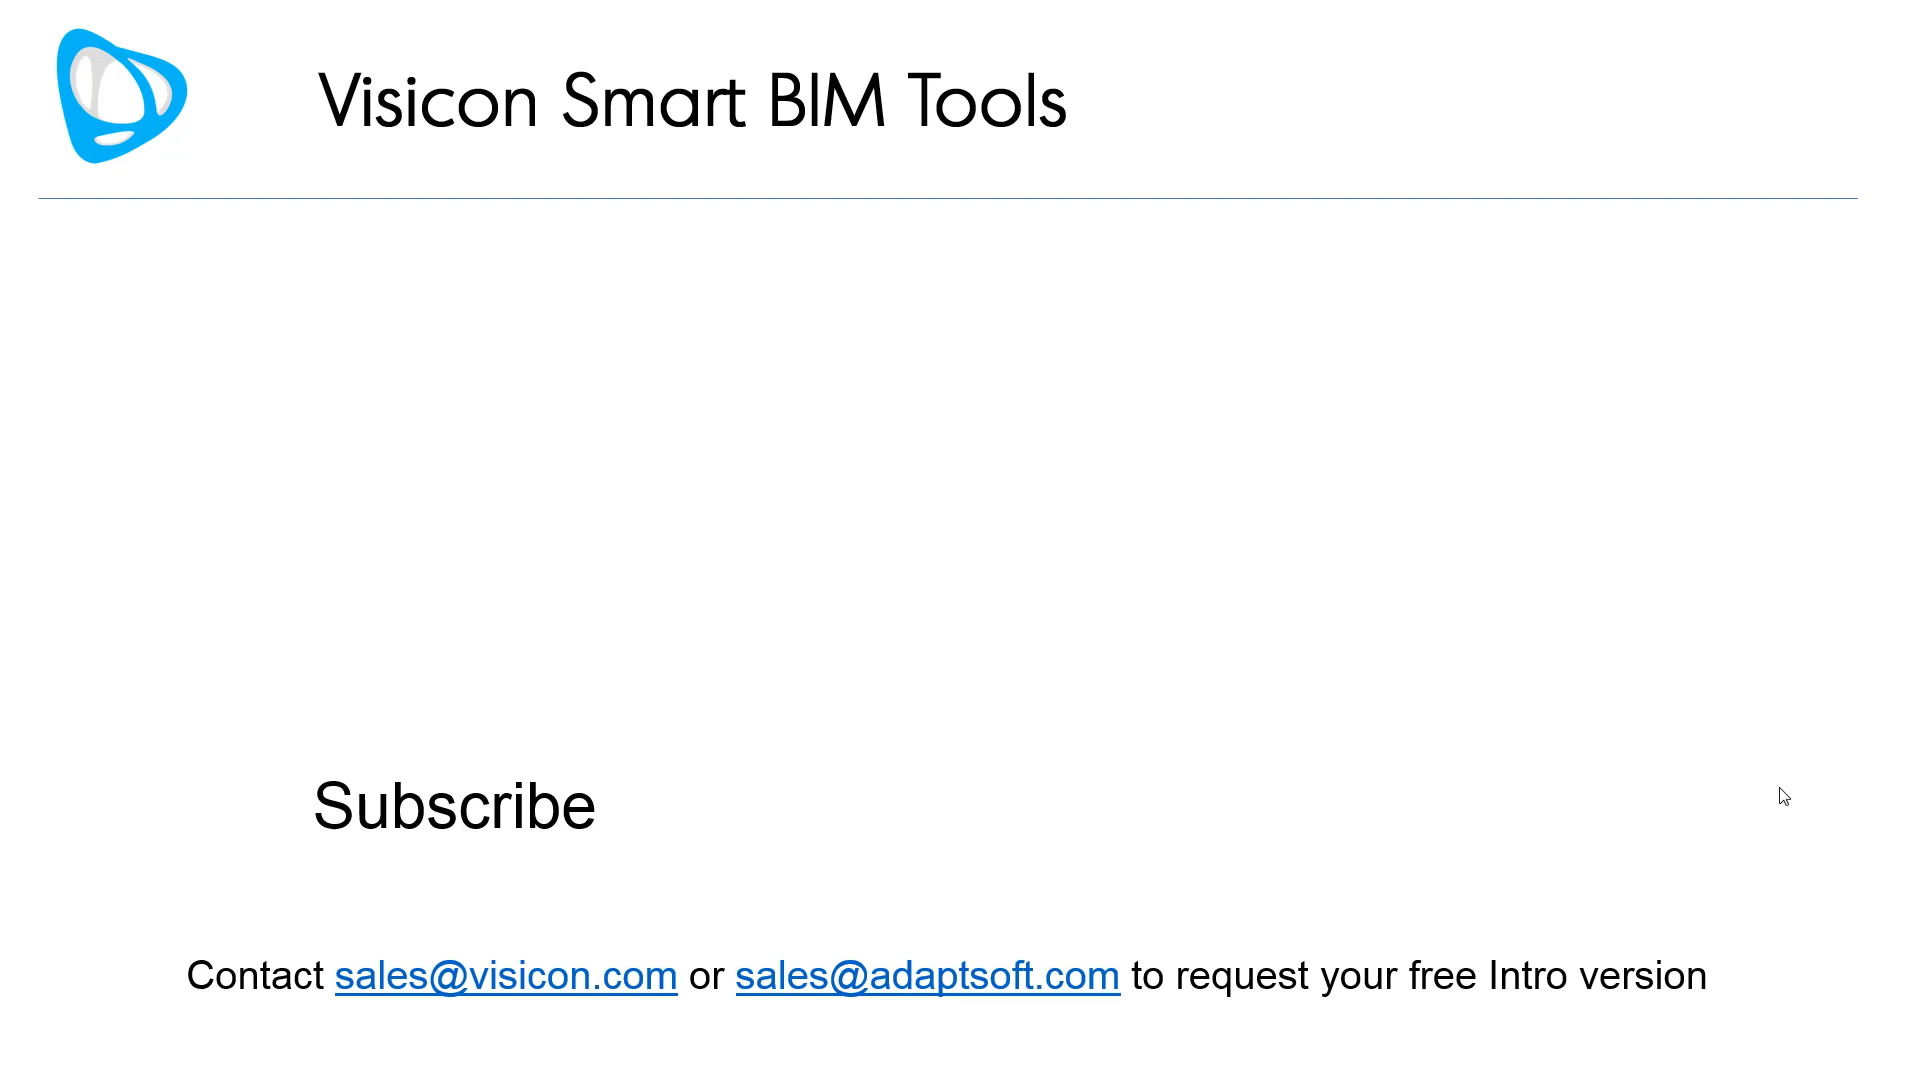 Visicon Smart BIM Tools
Subscribe
Contact sales@visicon.com or sales@adaptsoft.com to request your free Intro version